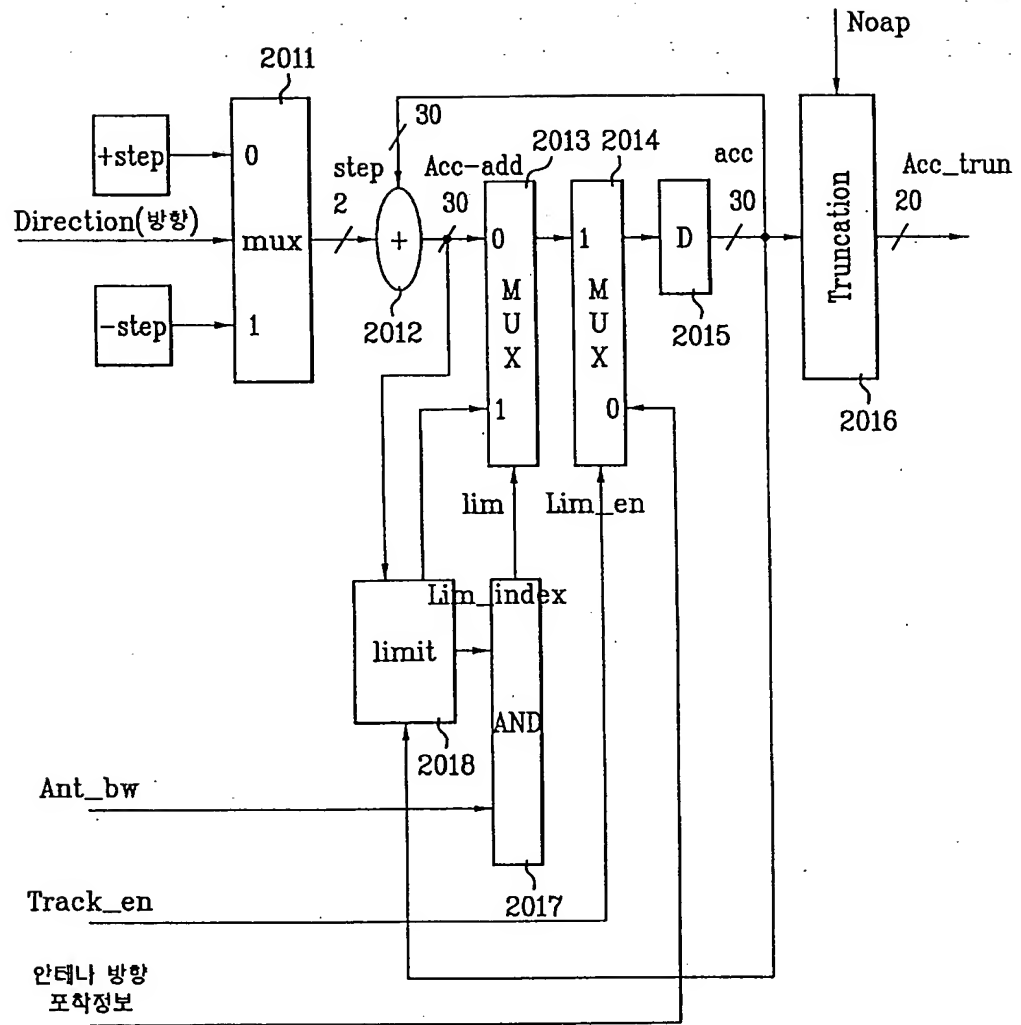 Noap
2011
30
2013
2014
+step
0
step
Acc-add
acc
Acc_trun
2
30
30
20
Direction(방향)
mux
+
0
MUX
1
MUX
D
Truncation
2012
2015
-step
1
1
0
2016
lim
Lim_en
Lim_index
limit
AND
2018
Ant_bw
Track_en
2017
안테나 방향
포착정보